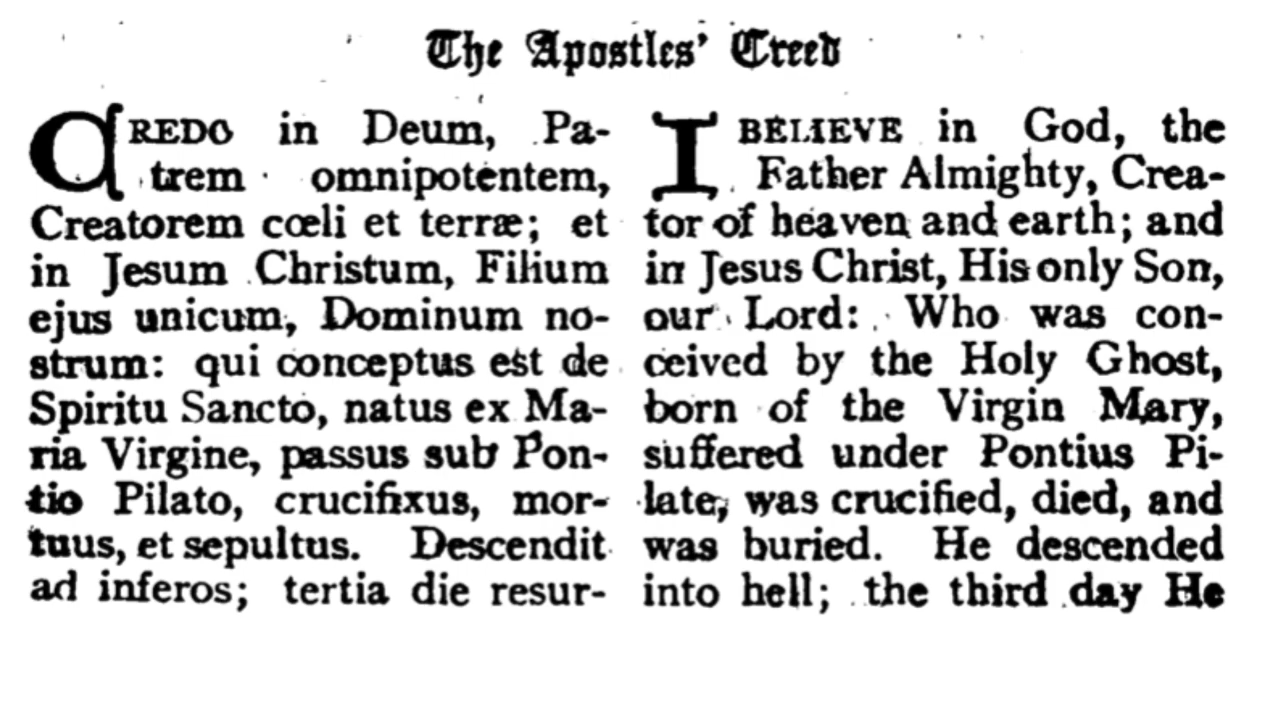 The Apostles' Creed
CREDO in Deum, Pa-
trem omnipotentem,
Creatorem cœli et terræ; et
in Jesum Christum, Filium
ejus unicum, Dominum no-
strum: qui conceptus est de
Spiritu Sancto, natus ex Ma-
ria Virgine, passus sub Pon-
tio Pilato, crucifixus, mor-
tuus, et sepultus. Descendit
ad inferos; tertia die resur-
I BELIEVE in God, the
Father Almighty, Crea-
tor of heaven and earth; and
in Jesus Christ, His only Son,
our Lord: Who was con-
ceived by the Holy Ghost,
born of the Virgin Mary,
suffered under Pontius Pi-
late, was crucified, died, and
was buried. He descended
into hell; the third day He